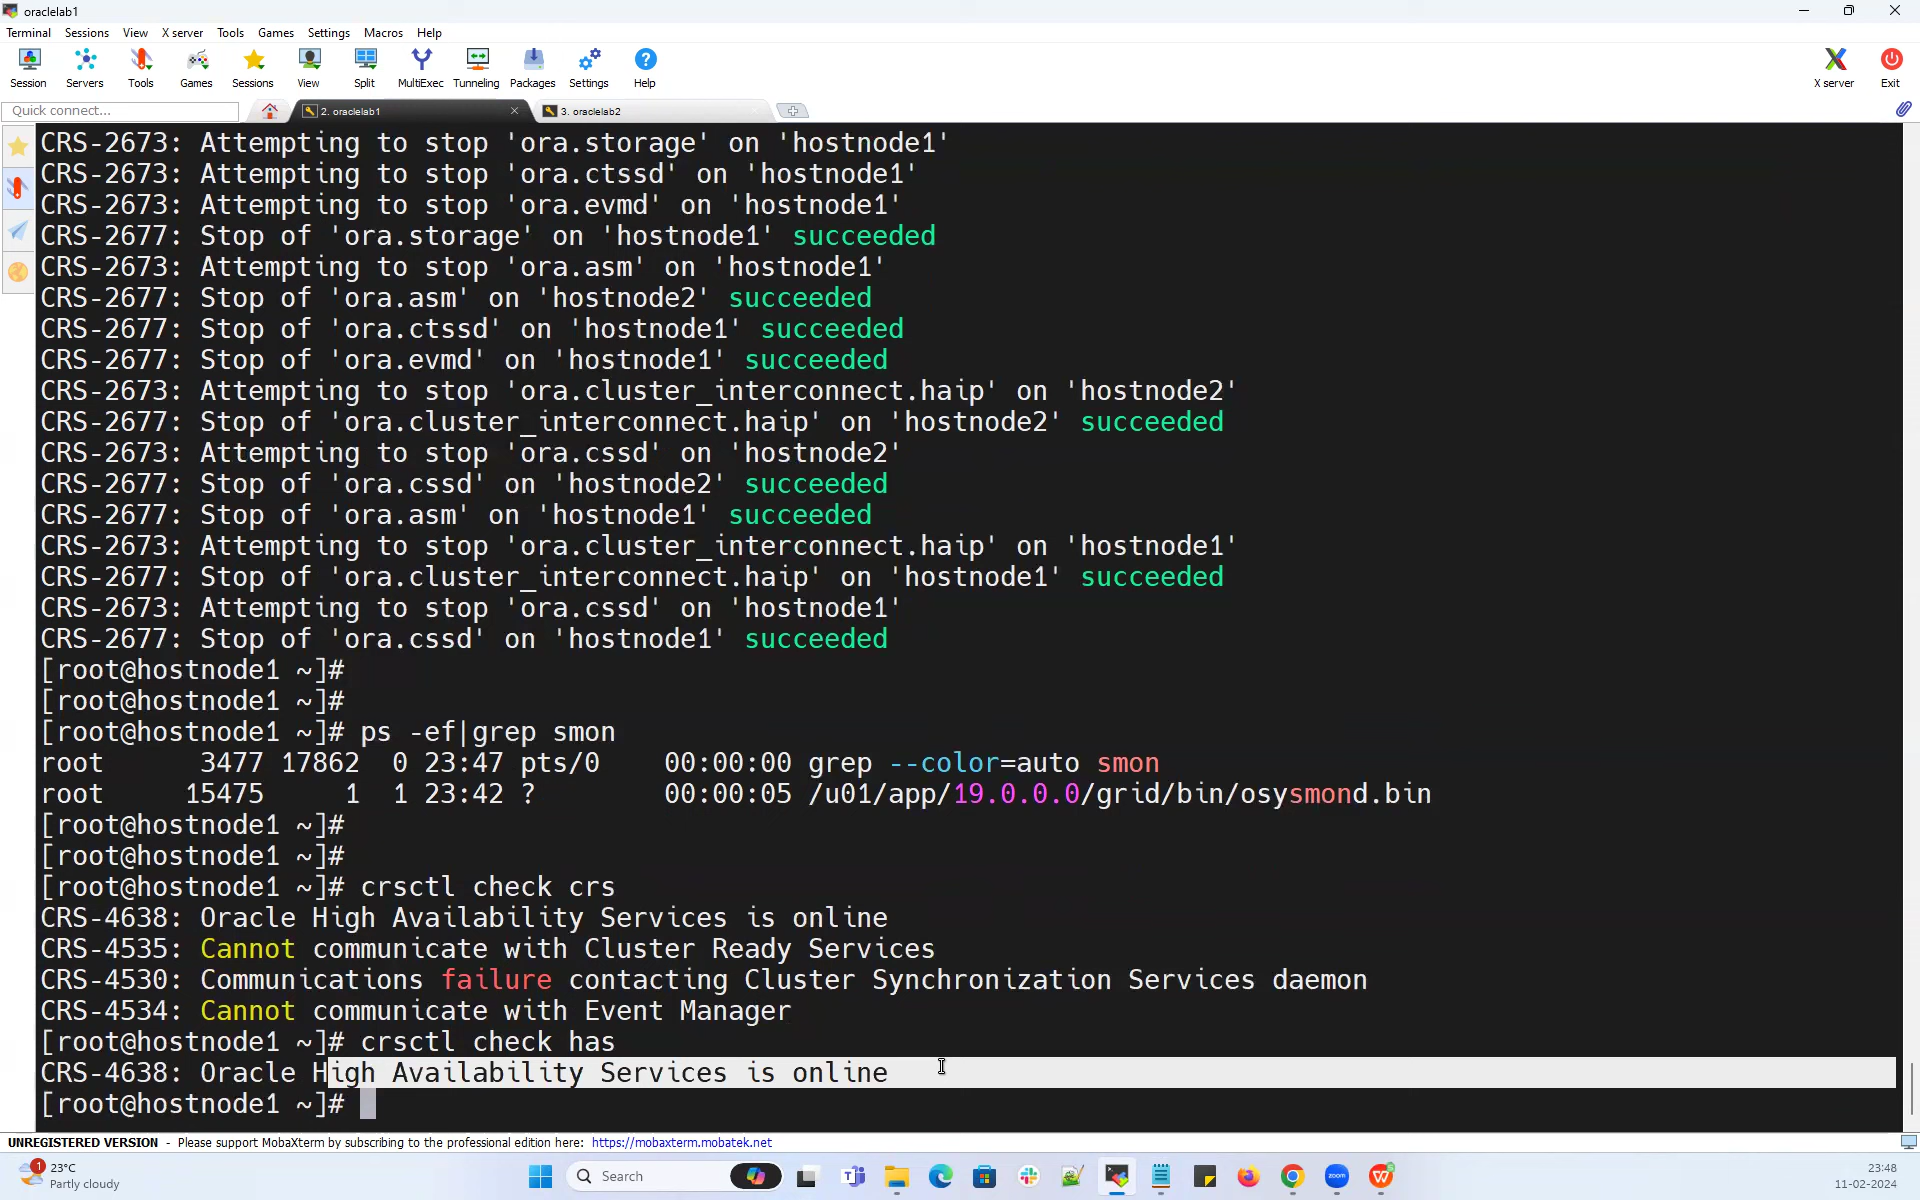 oraclelab1
Terminal Sessions View X server Tools Games Settings Macros Help
Session Servers Tools Games Sessions View Split MultiExec Tunneling Packages Settings Help X server Exit
Quick connect... 2. oraclelab1 3. oraclelab2
CRS-2673: Attempting to stop 'ora.storage' on 'hostnode1'
CRS-2673: Attempting to stop 'ora.ctssd' on 'hostnode1'
CRS-2673: Attempting to stop 'ora.evmd' on 'hostnode1'
CRS-2677: Stop of 'ora.storage' on 'hostnode1' succeeded
CRS-2673: Attempting to stop 'ora.asm' on 'hostnode1'
CRS-2677: Stop of 'ora.asm' on 'hostnode2' succeeded
CRS-2677: Stop of 'ora.ctssd' on 'hostnode1' succeeded
CRS-2677: Stop of 'ora.evmd' on 'hostnode1' succeeded
CRS-2673: Attempting to stop 'ora.cluster_interconnect.haip' on 'hostnode2'
CRS-2677: Stop of 'ora.cluster_interconnect.haip' on 'hostnode2' succeeded
CRS-2673: Attempting to stop 'ora.cssd' on 'hostnode2'
CRS-2677: Stop of 'ora.cssd' on 'hostnode2' succeeded
CRS-2677: Stop of 'ora.asm' on 'hostnode1' succeeded
CRS-2673: Attempting to stop 'ora.cluster_interconnect.haip' on 'hostnode1'
CRS-2677: Stop of 'ora.cluster_interconnect.haip' on 'hostnode1' succeeded
CRS-2673: Attempting to stop 'ora.cssd' on 'hostnode1'
CRS-2677: Stop of 'ora.cssd' on 'hostnode1' succeeded
[root@hostnode1 ~]#
[root@hostnode1 ~]#
[root@hostnode1 ~]# ps -ef|grep smon
root 3477 17862 0 23:47 pts/0 00:00:00 grep --color=auto smon
root 15475 1 1 23:42 ? 00:00:05 /u01/app/19.0.0.0/grid/bin/osysmond.bin
[root@hostnode1 ~]#
[root@hostnode1 ~]#
[root@hostnode1 ~]# crsctl check crs
CRS-4638: Oracle High Availability Services is online
CRS-4535: Cannot communicate with Cluster Ready Services
CRS-4530: Communications failure contacting Cluster Synchronization Services daemon
CRS-4534: Cannot communicate with Event Manager
[root@hostnode1 ~]# crsctl check has
CRS-4638: Oracle High Availability Services is online
[root@hostnode1 ~]#
UNREGISTERED VERSION - Please support MobaXterm by subscribing to the professional edition here: https://mobaxterm.mobatek.net
1 23°C Search zoom 23:48
Partly cloudy 11-02-2024